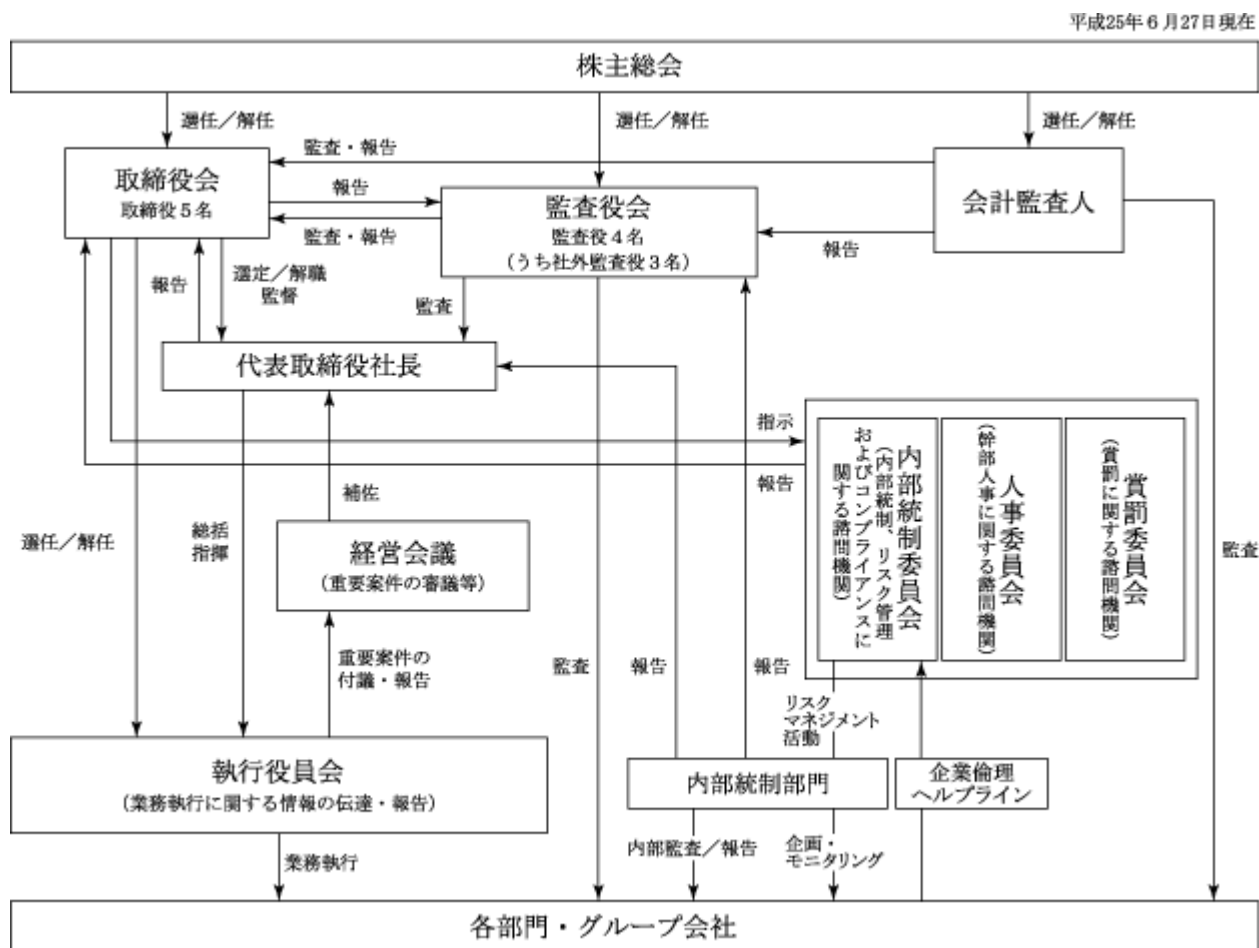 平成25年6月27日現在
株主総会
選任／解任
選任／解任
選任／解任
監査・報告
取締役会
取締役5名
報告
監査・報告
監査役会
監査役4名
（うち社外監査役3名）
報告
会計監査人
報告
選定／解職
監督
監査
代表取締役社長
指示
報告
内部統制委員会
（内部統制、リスク管理
およびコンプライアンスに
関する諮問機関）
人事委員会
（幹部人事に関する諮問機関）
賞罰委員会
（賞罰に関する諮問機関）
補佐
選任／解任
総括
指揮
経営会議
（重要案件の審議等）
監査
重要案件の
付議・報告
監査
報告
報告
リスク
マネジメント
活動
執行役員会
（業務執行に関する情報の伝達・報告）
内部統制部門
企業倫理
ヘルプライン
業務執行
内部監査／報告
企画・
モニタリング
各部門・グループ会社